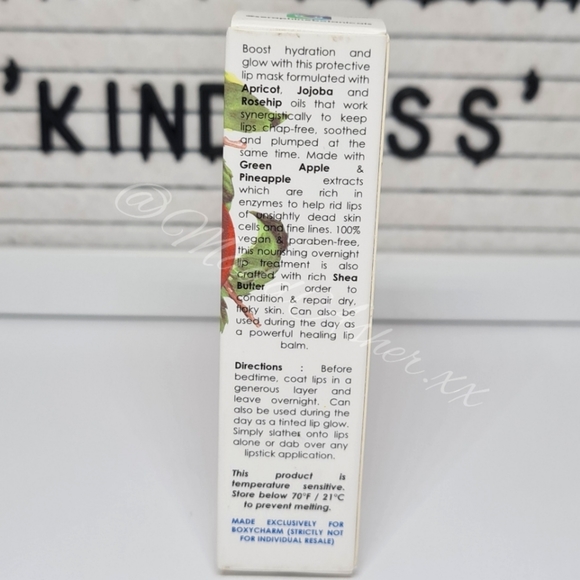 'KIND SS'
Boost hydration and
glow with this protective
lip mask formulated with
Apricot, Jojoba and
Rosehip oils that work
synergistically to keep
lips chap-free, soothed
and plumped at the
same time. Made with
Green Apple &
Pineapple extracts
which are rich in
enzymes to help rid lips
of unsightly dead skin
cells and fine lines. 100%
vegan & paraben-free,
this nourishing overnight
lip treatment is also
crafted with rich Shea
Butter in order to
condition & repair dry,
flaky skin. Can also be
used during the day as
a powerful healing lip
balm.
Directions : Before
bedtime, coat lips in a
generous layer and
leave overnight. Can
also be used during the
day as a tinted lip glow.
Simply slathes onto lips
alone or dab over any
lipstick application.
This product is
temperature sensitive.
Store below 70°F / 21°C
to prevent melting.
MADE EXCLUSIVELY FOR
BOXYCHARM (STRICTLY NOT
FOR INDIVIDUAL RESALE)